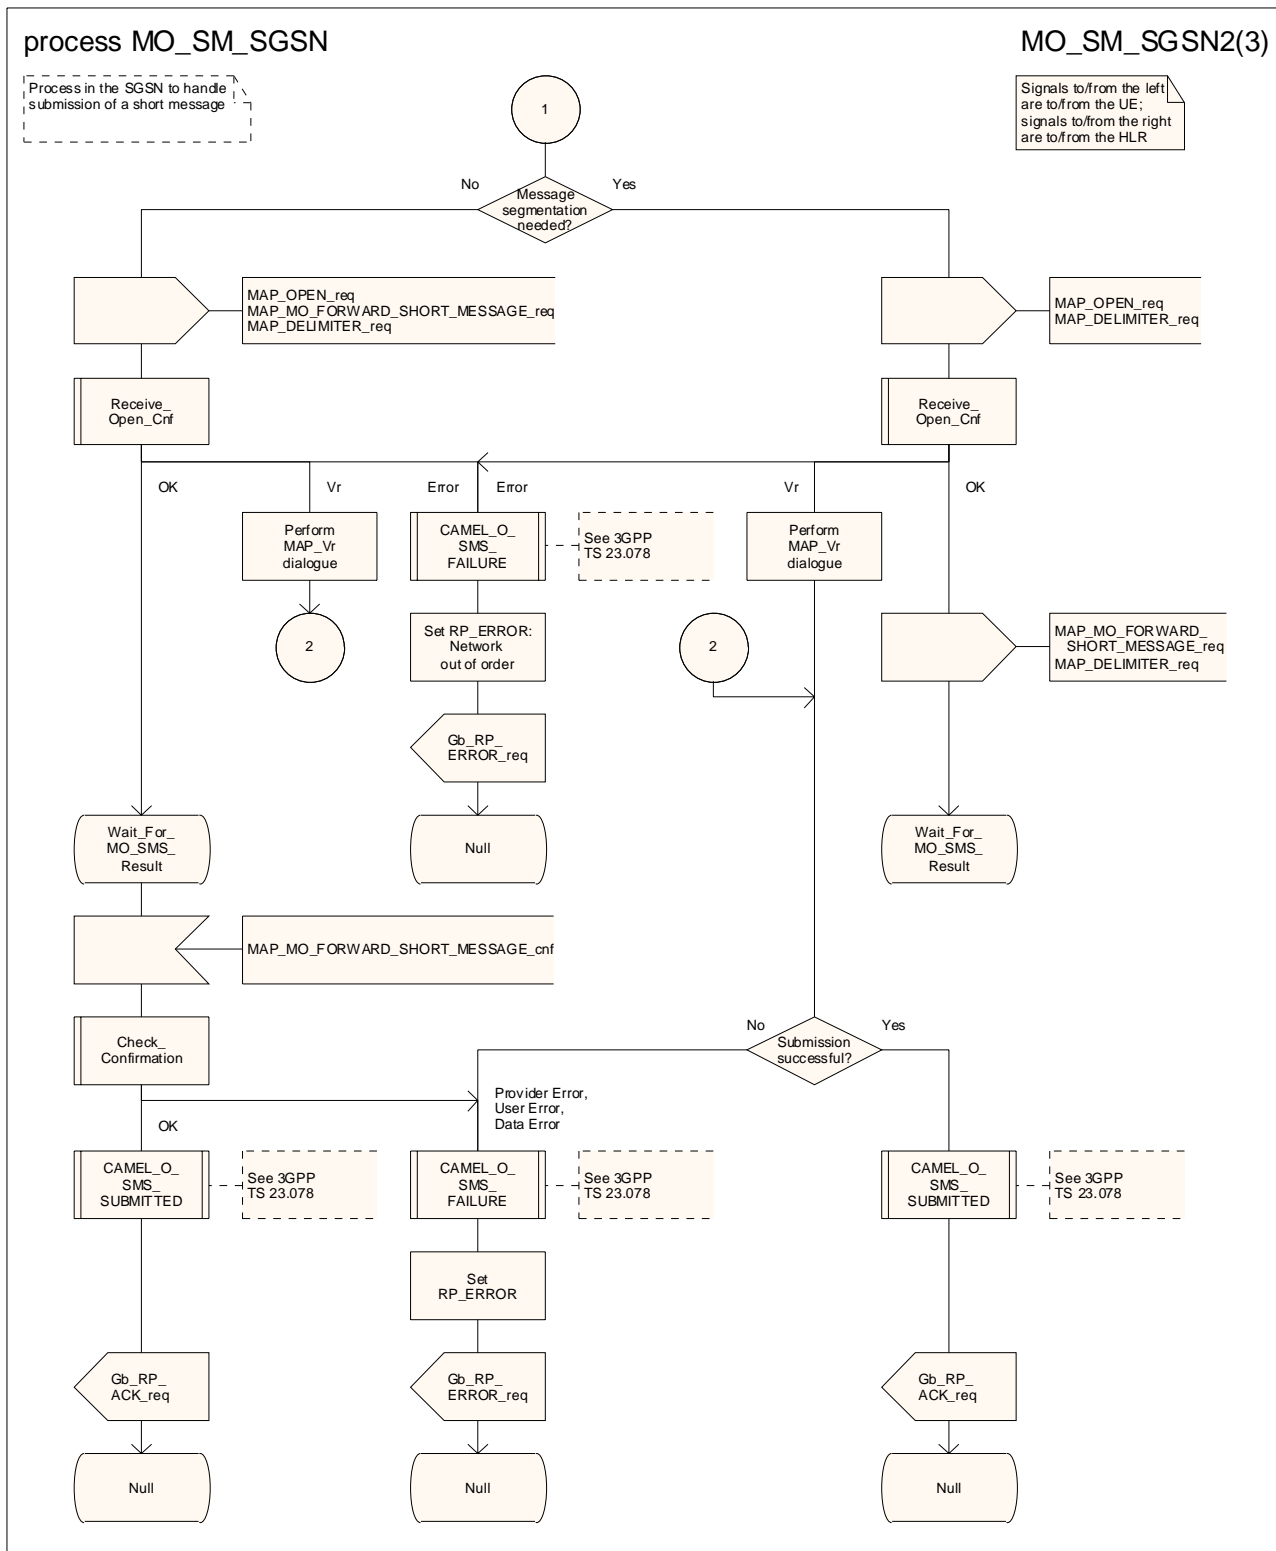 process MO_SM_SGSN
MO_SM_SGSN2(3)
Process in the SGSN to handle
submission of a short message
Signals to/from the left
are to/from the UE;
signals to/from the right
are to/from the HLR
1
No
Yes
Message
segmentation
needed?
MAP_OPEN_req
MAP_MO_FORWARD_SHORT_MESSAGE_req
MAP_DELIMITER_req
MAP_OPEN_req
MAP_DELIMITER_req
Receive_
Open_Cnf
Receive_
Open_Cnf
OK
Vr
Error
Error
Vr
OK
Perform
MAP_Vr
dialogue
CAMEL_O_
SMS_
FAILURE
See 3GPP
TS 23.078
Perform
MAP_Vr
dialogue
2
Set RP_ERROR:
Network
out of order
2
MAP_MO_FORWARD_
SHORT_MESSAGE_req
MAP_DELIMITER_req
Gb_RP_
ERROR_req
Wait_For_
MO_SMS_
Result
Null
Wait_For_
MO_SMS_
Result
MAP_MO_FORWARD_SHORT_MESSAGE_cnf
Check_
Confirmation
No
Yes
Submission
successful?
OK
Provider Error,
User Error,
Data Error
CAMEL_O_
SMS_
SUBMITTED
See 3GPP
TS 23.078
CAMEL_O_
SMS_
FAILURE
See 3GPP
TS 23.078
CAMEL_O_
SMS_
SUBMITTED
See 3GPP
TS 23.078
Set
RP_ERROR
Gb_RP_
ACK_req
Gb_RP_
ERROR_req
Gb_RP_
ACK_req
Null
Null
Null